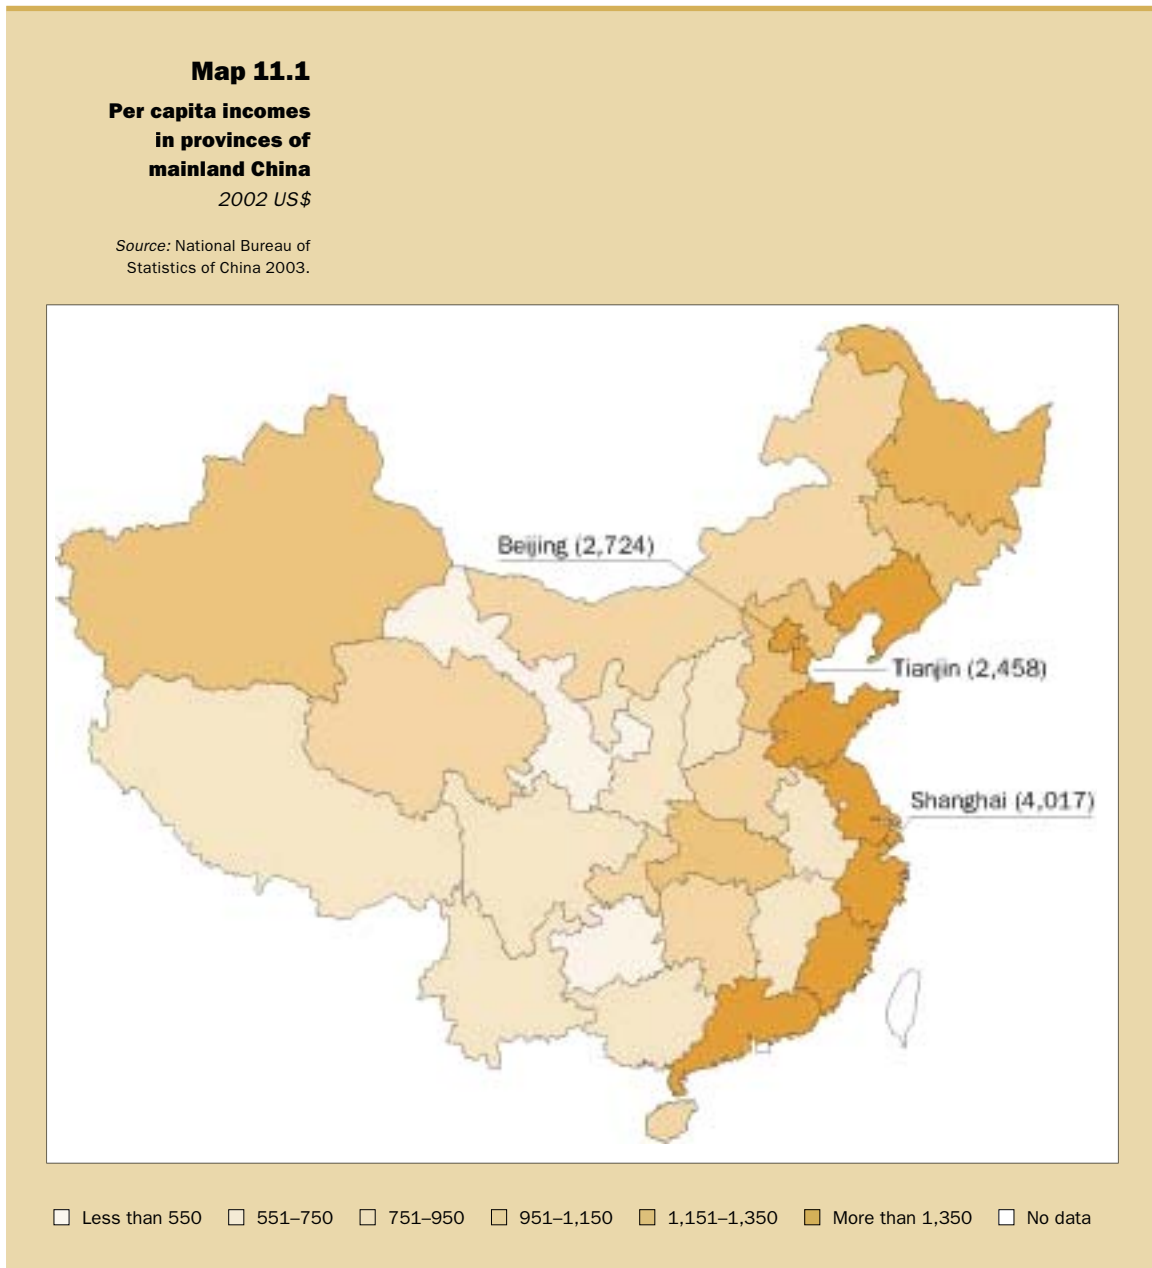 Map 11.1
Per capita incomes
in provinces of
mainland China
2002 US$
Source: National Bureau of
Statistics of China 2003.
Beijing (2,724)
Tianjin (2,458)
Shanghai (4,017)
Less than 550 551–750 751–950 951–1,150 1,151–1,350 More than 1,350 No data